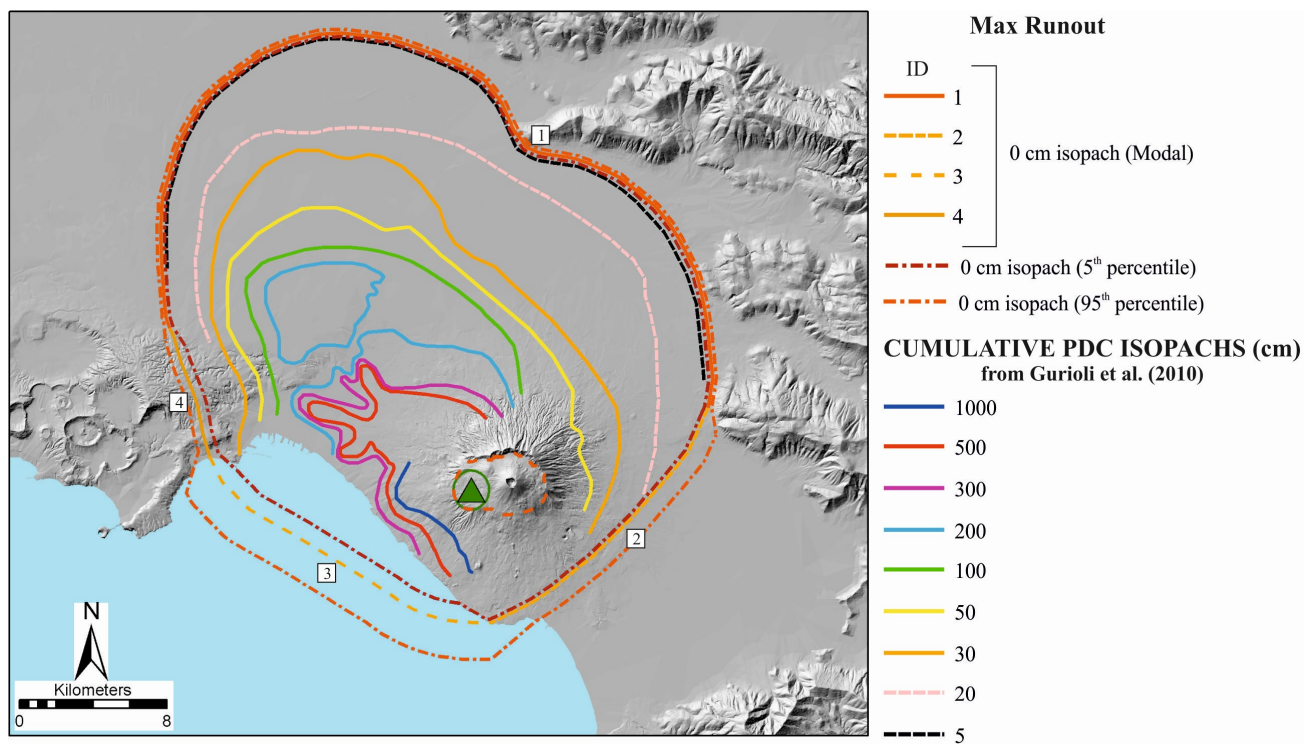 Max Runout
ID
1
2
3
4
0 cm isopach (Modal)
0 cm isopach (5th percentile)
0 cm isopach (95th percentile)
CUMULATIVE PDC ISOPACHS (cm)
from Gurioli et al. (2010)
1000
500
300
200
100
50
30
20
5
1
4
2
3
N
Kilometers
0 8